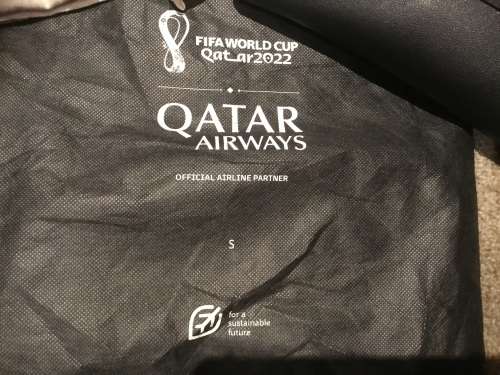 FIFA WORLD CUP
Qatar2022
QATAR
AIRWAYS
OFFICIAL AIRLINE PARTNER
S
for a
sustainable
future